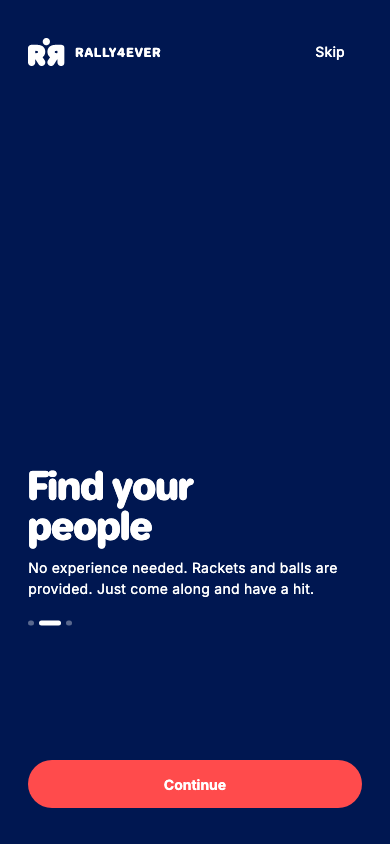 RALLY4EVER
Skip
Find your
people
No experience needed. Rackets and balls are
provided. Just come along and have a hit.
Continue